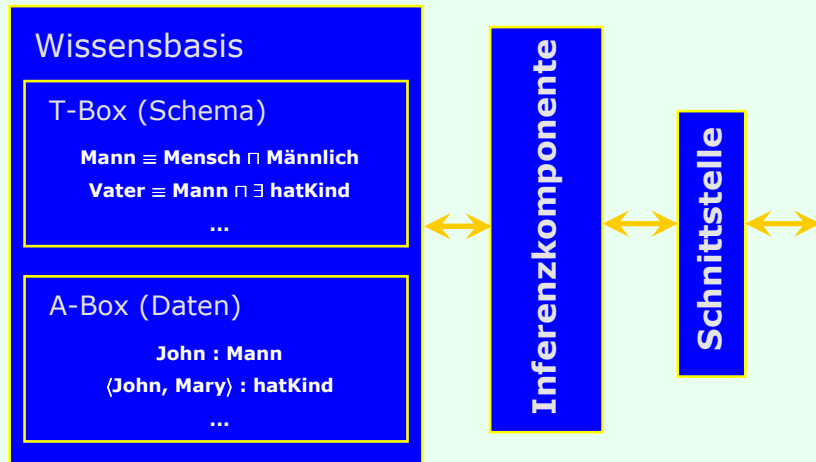 Wissensbasis
T-Box (Schema)
Mann ≡ Mensch ⊓ Männlich
Vater ≡ Mann ⊓ ∃ hatKind
...
A-Box (Daten)
John : Mann
⟨John, Mary⟩ : hatKind
...
Inferenzkomponente
Schnittstelle